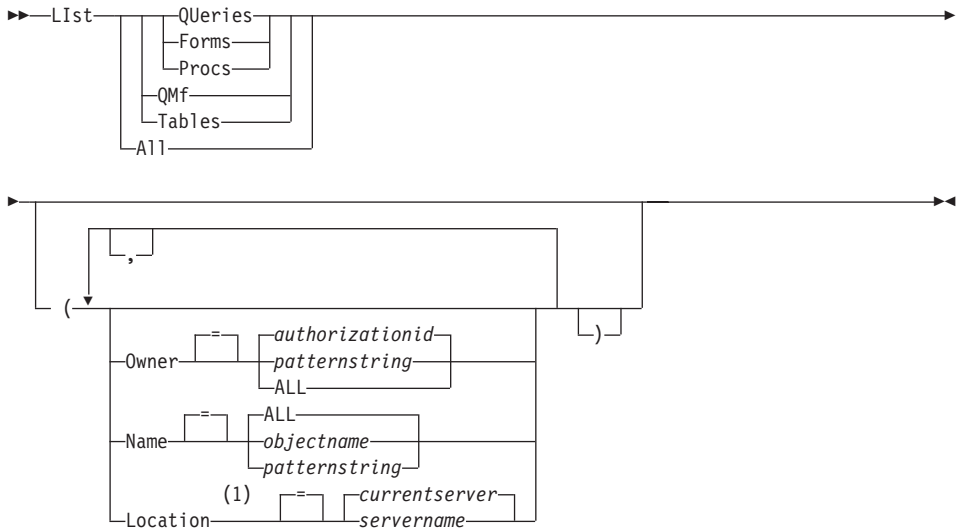 LIst QUeries
Forms
Procs
QMf
Tables
All
,
( )
= authorizationid
Owner patternstring
ALL
= ALL
Name objectname
patternstring
(1) = currentserver
Location servername